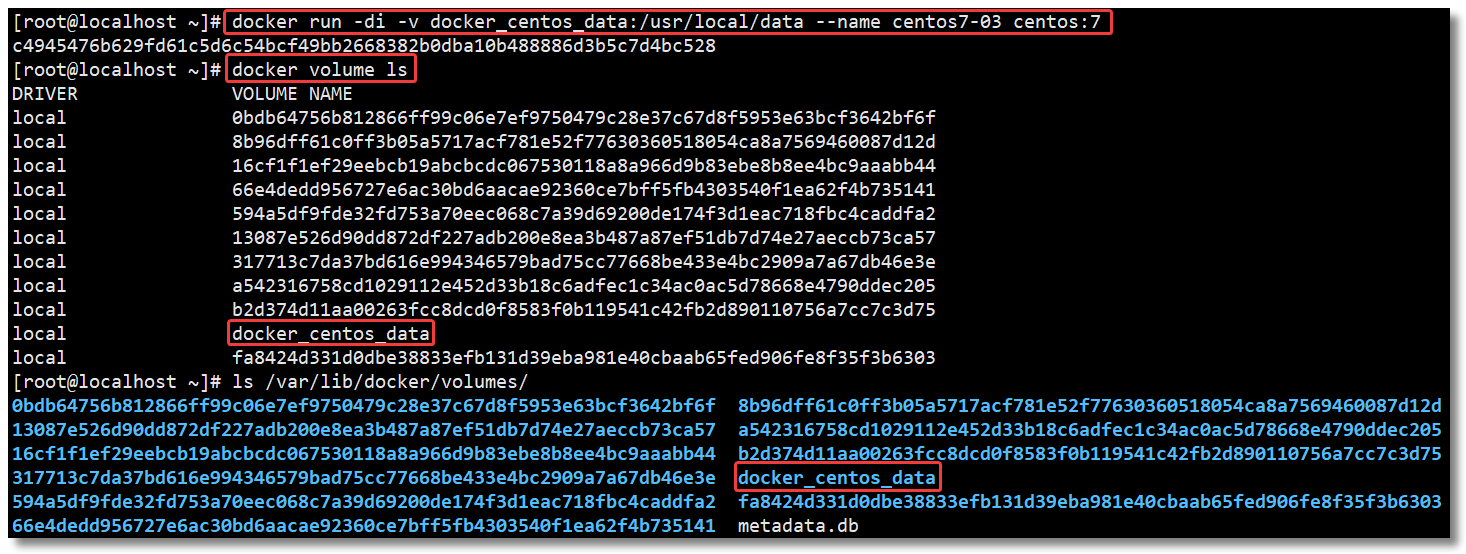 [root@localhost ~]# docker run -di -v docker_centos_data:/usr/local/data --name centos7-03 centos:7
c4945476b629fd61c5d6c54bcf49bb2668382b0dba10b488886d3b5c7d4bc528
[root@localhost ~]# docker volume ls
DRIVER              VOLUME NAME
local               0bdb64756b812866ff99c06e7ef9750479c28e37c67d8f5953e63bcf3642bf6f
local               8b96dff61c0ff3b05a5717acf781e52f77630360518054ca8a7569460087d12d
local               16cf1f1ef29eebcb19abcbcdc067530118a8a966d9b83ebe8b8ee4bc9aaabb44
local               66e4dedd956727e6ac30bd6aacae92360ce7bff5fb4303540f1ea62f4b735141
local               594a5df9fde32fd753a70eec068c7a39d69200de174f3d1eac718fbc4caddfa2
local               13087e526d90dd872df227adb200e8ea3b487a87ef51db7d74e27aeccb73ca57
local               317713c7da37bd616e994346579bad75cc77668be433e4bc2909a7a67db46e3e
local               a542316758cd1029112e452d33b18c6adfec1c34ac0ac5d78668e4790ddec205
local               b2d374d11aa00263fcc8dcd0f8583f0b119541c42fb2d890110756a7cc7c3d75
local               docker_centos_data
local               fa8424d331d0dbe38833efb131d39eba981e40cbaab65fed906fe8f35f3b6303
[root@localhost ~]# ls /var/lib/docker/volumes/
0bdb64756b812866ff99c06e7ef9750479c28e37c67d8f5953e63bcf3642bf6f  8b96dff61c0ff3b05a5717acf781e52f77630360518054ca8a7569460087d12d
13087e526d90dd872df227adb200e8ea3b487a87ef51db7d74e27aeccb73ca57  a542316758cd1029112e452d33b18c6adfec1c34ac0ac5d78668e4790ddec205
16cf1f1ef29eebcb19abcbcdc067530118a8a966d9b83ebe8b8ee4bc9aaabb44  b2d374d11aa00263fcc8dcd0f8583f0b119541c42fb2d890110756a7cc7c3d75
317713c7da37bd616e994346579bad75cc77668be433e4bc2909a7a67db46e3e  docker_centos_data
594a5df9fde32fd753a70eec068c7a39d69200de174f3d1eac718fbc4caddfa2  fa8424d331d0dbe38833efb131d39eba981e40cbaab65fed906fe8f35f3b6303
66e4dedd956727e6ac30bd6aacae92360ce7bff5fb4303540f1ea62f4b735141  metadata.db